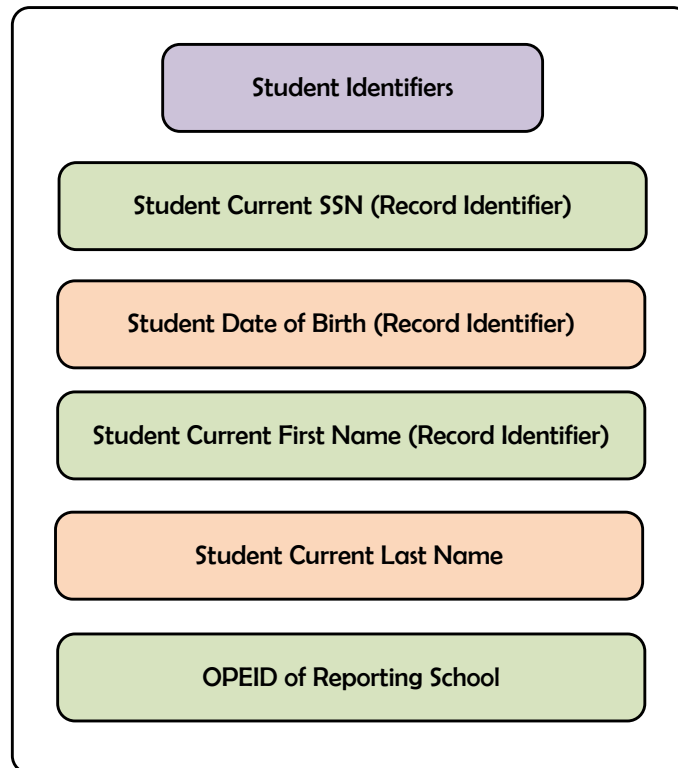 Student Identifiers
Student Current SSN (Record Identifier)
Student Date of Birth (Record Identifier)
Student Current First Name (Record Identifier)
Student Current Last Name
OPEID of Reporting School